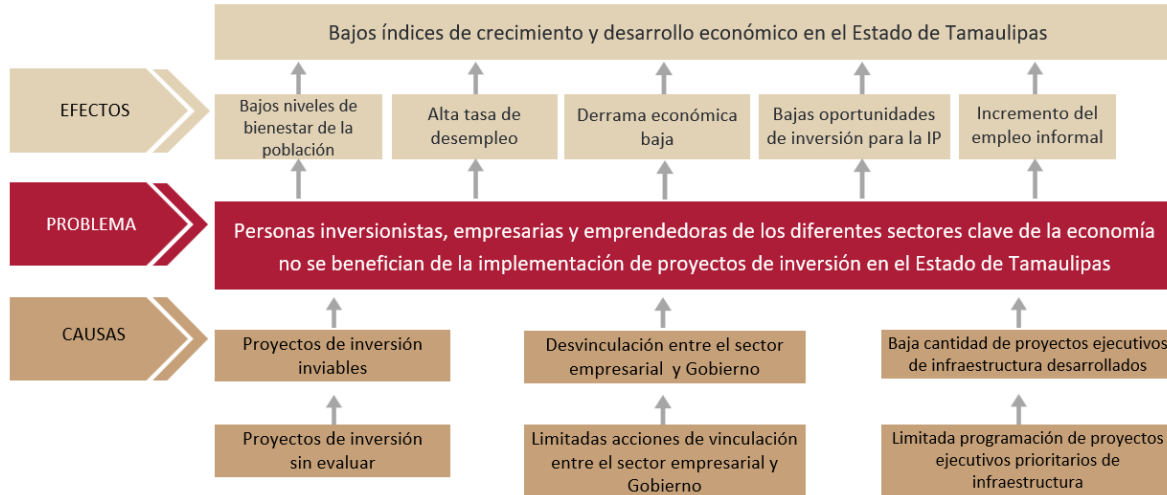 Bajos índices de crecimiento y desarrollo económico en el Estado de Tamaulipas
EFECTOS
Bajos niveles de
bienestar de la
población
Alta tasa de
desempleo
Derrama económica
baja
Bajas oportunidades
de inversión para la IP
Incremento del
empleo informal
PROBLEMA
Personas inversionistas, empresarias y emprendedoras de los diferentes sectores clave de la economía
no se benefician de la implementación de proyectos de inversión en el Estado de Tamaulipas
CAUSAS
Proyectos de inversión
inviables
Desvinculación entre el sector
empresarial y Gobierno
Baja cantidad de proyectos ejecutivos
de infraestructura desarrollados
Proyectos de inversión
sin evaluar
Limitadas acciones de vinculación
entre el sector empresarial y
Gobierno
Limitada programación de proyectos
ejecutivos prioritarios de
infraestructura